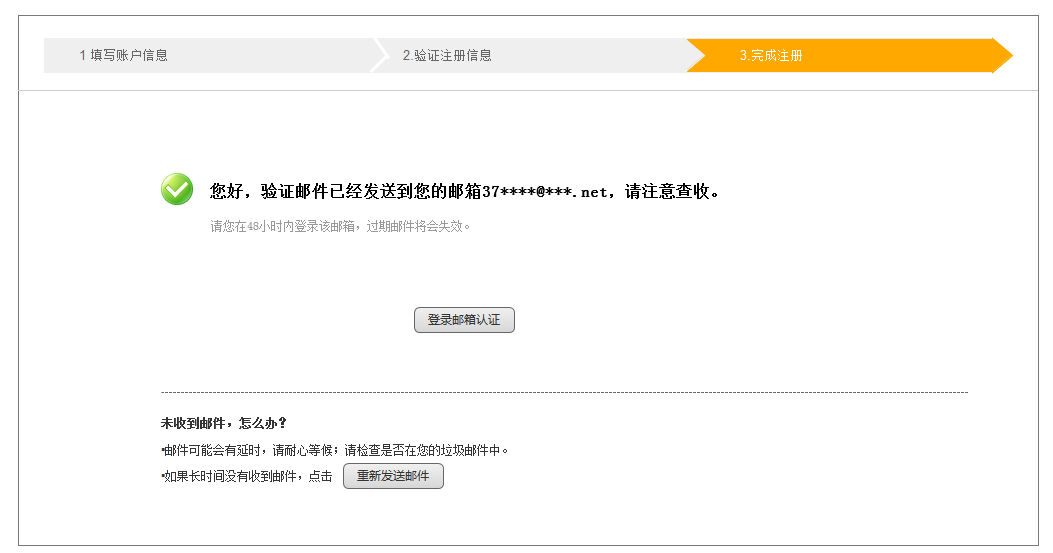 1 填写账户信息
2.验证注册信息
3.完成注册
您好，验证邮件已经发送到您的邮箱37****@***.net，请注意查收。
请您在48小时内登录该邮箱，过期邮件将会失效。
登录邮箱认证
未收到邮件，怎么办？
•邮件可能会有延时，请耐心等候；请检查是否在您的垃圾邮件中。
•如果长时间没有收到邮件，点击 重新发送邮件